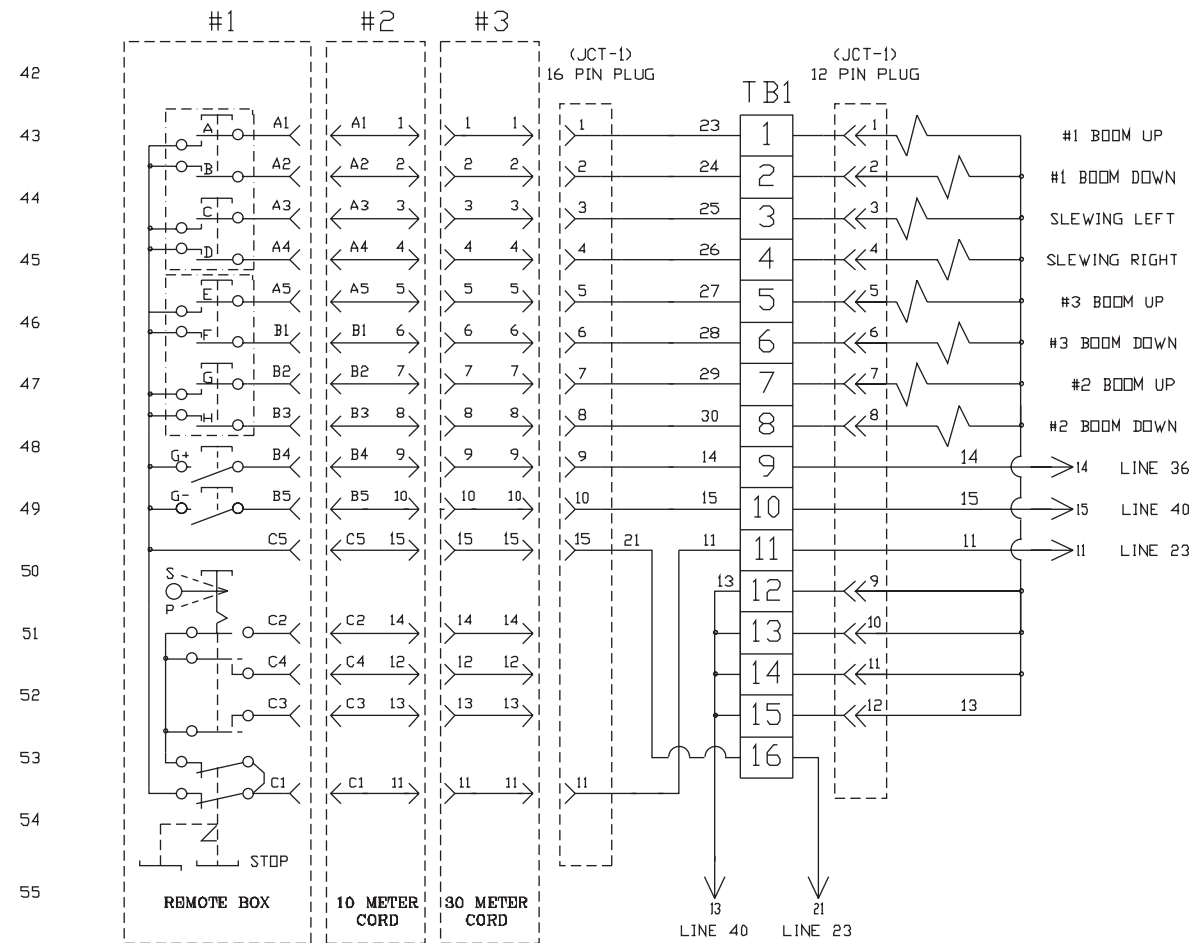 #1 #2 #3
(JCT-1) (JCT-1)
42 16 PIN PLUG 12 PIN PLUG
TB1
43 A A1 A1 1 1 1 1 23 1 1 #1 BOOM UP
B A2 A2 2 2 2 2 24 2 2 #1 BOOM DOWN
44 C A3 A3 3 3 3 3 25 3 3 SLEWING LEFT
45 D A4 A4 4 4 4 4 26 4 4 SLEWING RIGHT
E A5 A5 5 5 5 5 27 5 5 #3 BOOM UP
46 F B1 B1 6 6 6 6 28 6 6 #3 BOOM DOWN
47 G B2 B2 7 7 7 7 29 7 7 #2 BOOM UP
H B3 B3 8 8 8 8 30 8 8 #2 BOOM DOWN
48 G+ B4 B4 9 9 9 9 14 9 14 14 LINE 36
49 G- B5 B5 10 10 10 10 15 10 15 15 LINE 40
C5 C5 15 15 15 15 21 11 11 11 11 LINE 23
50 S 13 12 9
P
51 C2 C2 14 14 14 13 10
C4 C4 12 12 12 14 11
52 C3 C3 13 13 13 15 12 13
53 16
C1 C1 11 11 11 11
54
STOP
55 REMOTE BOX 10 METER CORD 30 METER CORD 13 21
LINE 40 LINE 23